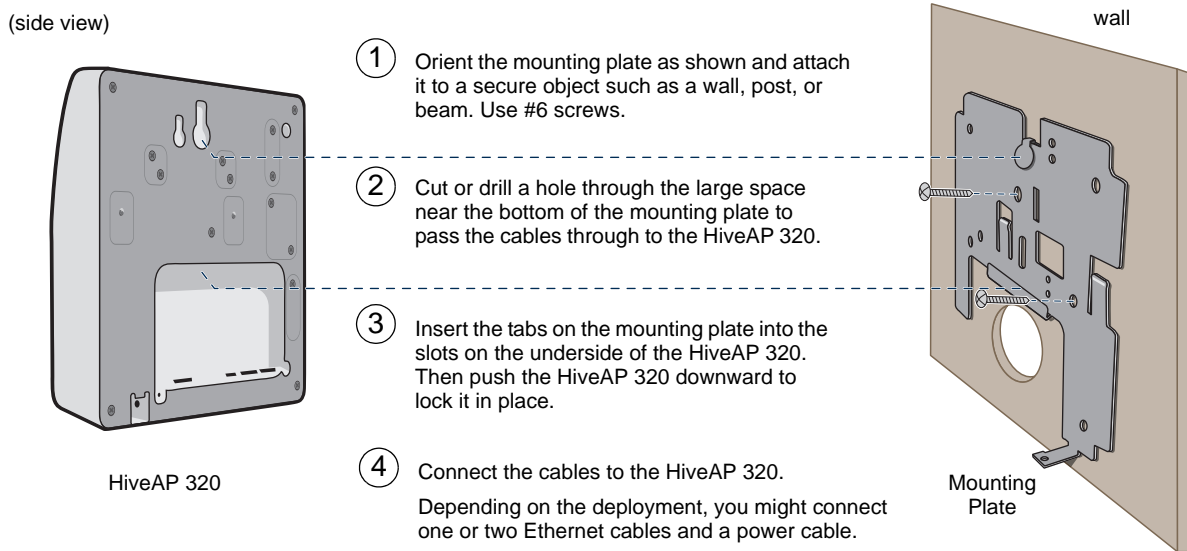 (side view)
wall
1
Orient the mounting plate as shown and attach
it to a secure object such as a wall, post, or
beam. Use #6 screws.
2
Cut or drill a hole through the large space
near the bottom of the mounting plate to
pass the cables through to the HiveAP 320.
3
Insert the tabs on the mounting plate into the
slots on the underside of the HiveAP 320.
Then push the HiveAP 320 downward to
lock it in place.
4
Connect the cables to the HiveAP 320.
Depending on the deployment, you might connect
one or two Ethernet cables and a power cable.
HiveAP 320
Mounting
Plate